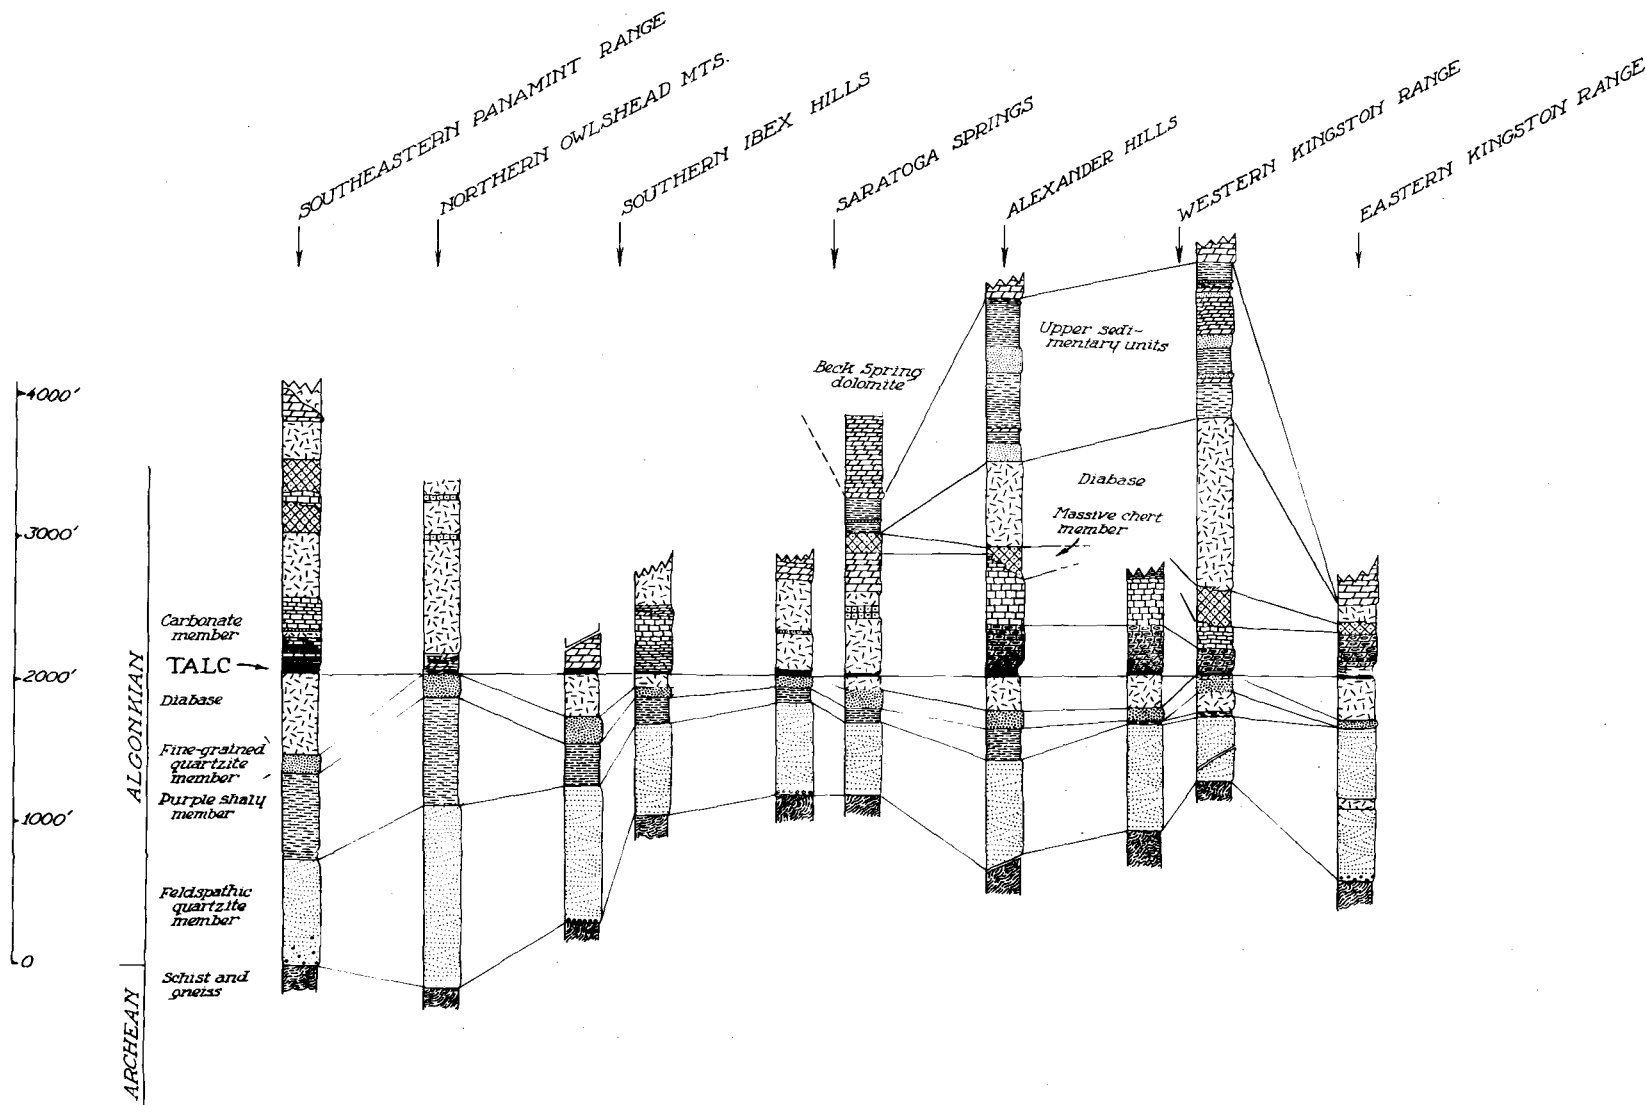 SOUTHEASTERN PANAMINT RANGE
NORTHERN OWLSHEAD MTS.
SOUTHERN IBEX HILLS
SARATOGA SPRINGS
ALEXANDER HILLS
WESTERN KINGSTON RANGE
EASTERN KINGSTON RANGE
4000'
3000'
2000'
1000'
0
ALGONKIAN
ARCHEAN
Carbonate
member
TALC
Diabase
Fine-grained
quartzite
member
Purple shaly
member
Feldspathic
quartzite
member
Schist and
gneiss
Beck Spring
dolomite
Upper sedi-
mentary units
Diabase
Massive chert
member